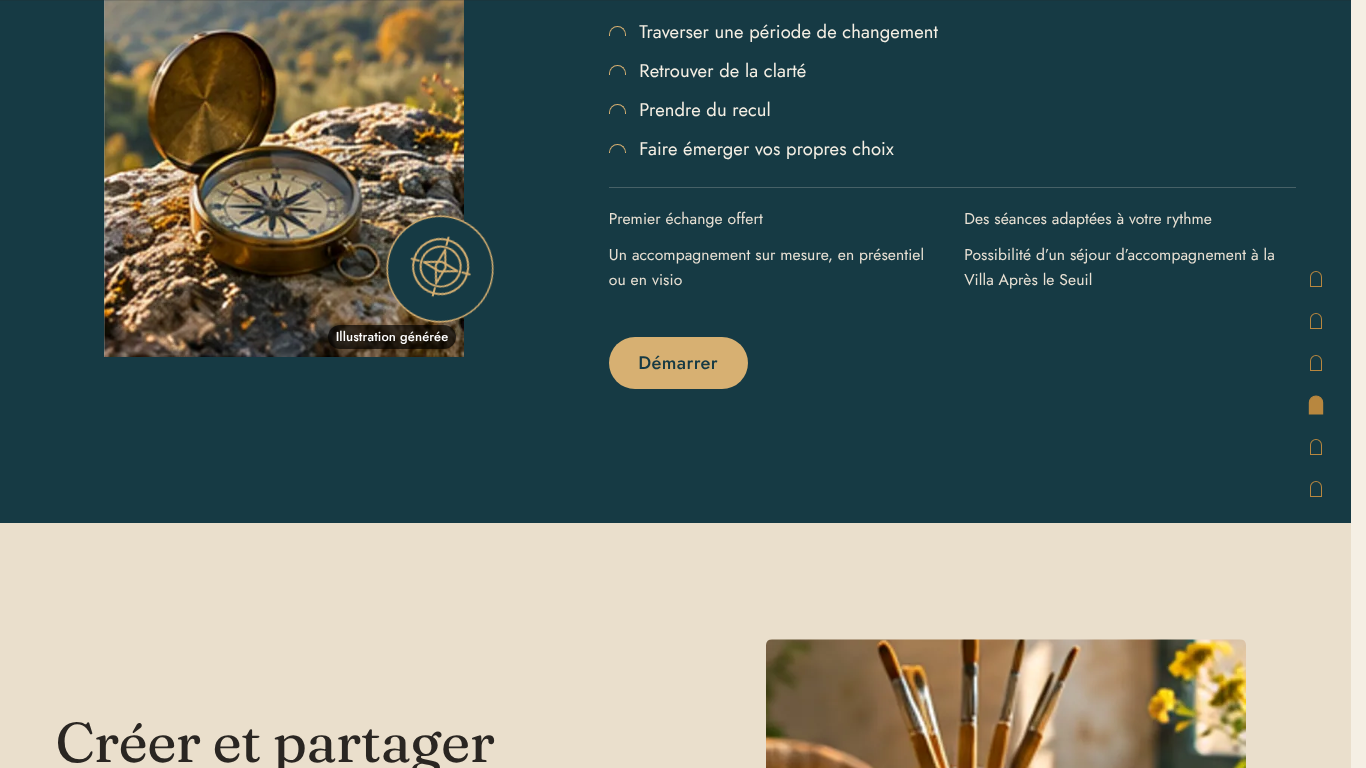 Traverser une période de changement
Retrouver de la clarté
Prendre du recul
Faire émerger vos propres choix
Premier échange offert
Un accompagnement sur mesure, en présentiel
ou en visio
Des séances adaptées à votre rythme
Possibilité d’un séjour d’accompagnement à la
Villa Après le Seuil
Illustration générée
Démarrer
Créer et partager